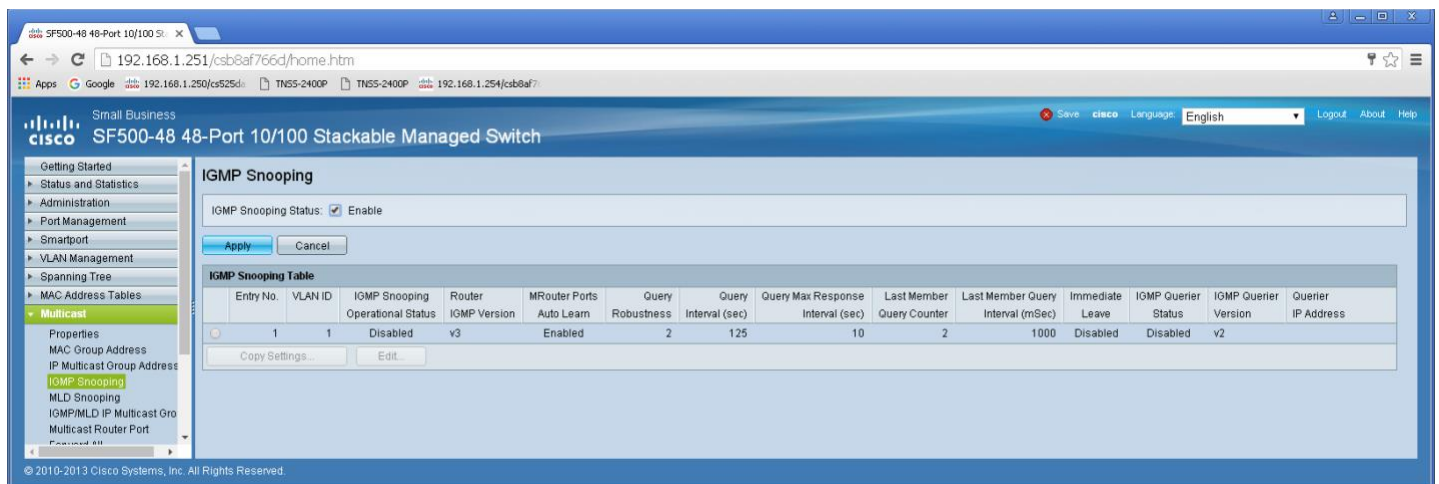 SF500-48 48-Port 10/100 St
192.168.1.251/csb8af766d/home.htm
Apps Google 192.168.1.250/cs525d TNS5-2400P TNS5-2400P 192.168.1.254/csb8af7
Small Business
cisco SF500-48 48-Port 10/100 Stackable Managed Switch
Save cisco Language: English Logout About Help
Getting Started
Status and Statistics
Administration
Port Management
Smartport
VLAN Management
Spanning Tree
MAC Address Tables
Multicast
Properties
MAC Group Address
IP Multicast Group Address
IGMP Snooping
MLD Snooping
IGMP/MLD IP Multicast Gro
Multicast Router Port
IGMP Snooping
IGMP Snooping Status: Enable
Apply Cancel
IGMP Snooping Table
Entry No. VLAN ID IGMP Snooping Router MRouter Ports Query Query Query Max Response Last Member Last Member Query Immediate IGMP Querier IGMP Querier Querier
Operational Status IGMP Version Auto Learn Robustness Interval (sec) Interval (sec) Query Counter Interval (mSec) Leave Status Version IP Address
1 1 Disabled v3 Enabled 2 125 10 2 1000 Disabled Disabled v2
Copy Settings... Edit...
© 2010-2013 Cisco Systems, Inc. All Rights Reserved.